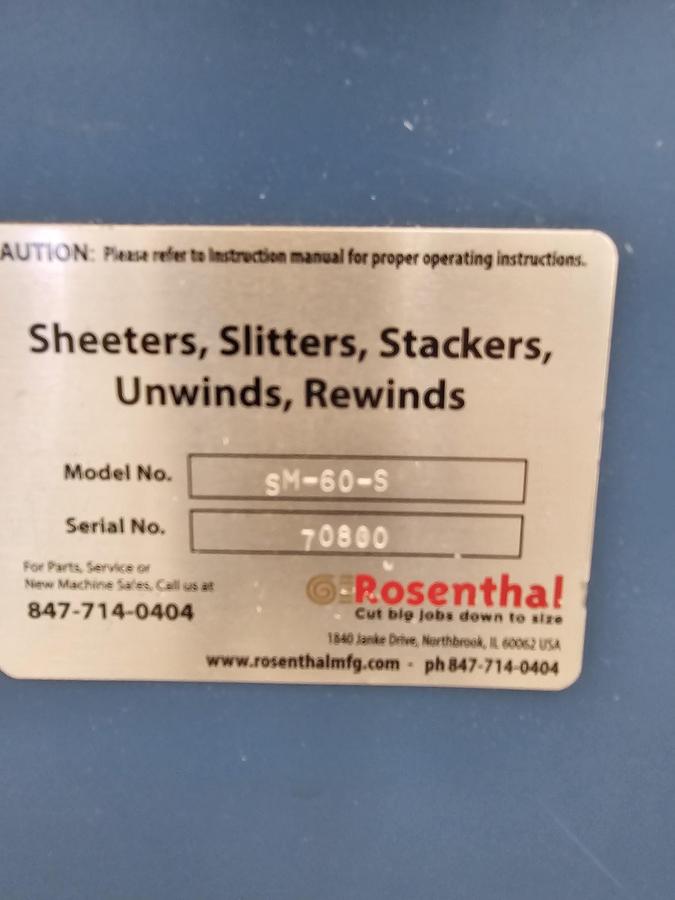 AUTION: Please refer to Instruction manual for proper operating instructions.
Sheeters, Slitters, Stackers,
Unwinds, Rewinds
Model No. SM-60-S
Serial No.
For Parts, Service or
New Machine Sales, Call us at
847-714-0404
Rosenthal
Cut big jobs down to size
1840 Janke Drive, Northbrook, IL 60062 USA
www.rosenthalmfg.com - ph 847-714-0404